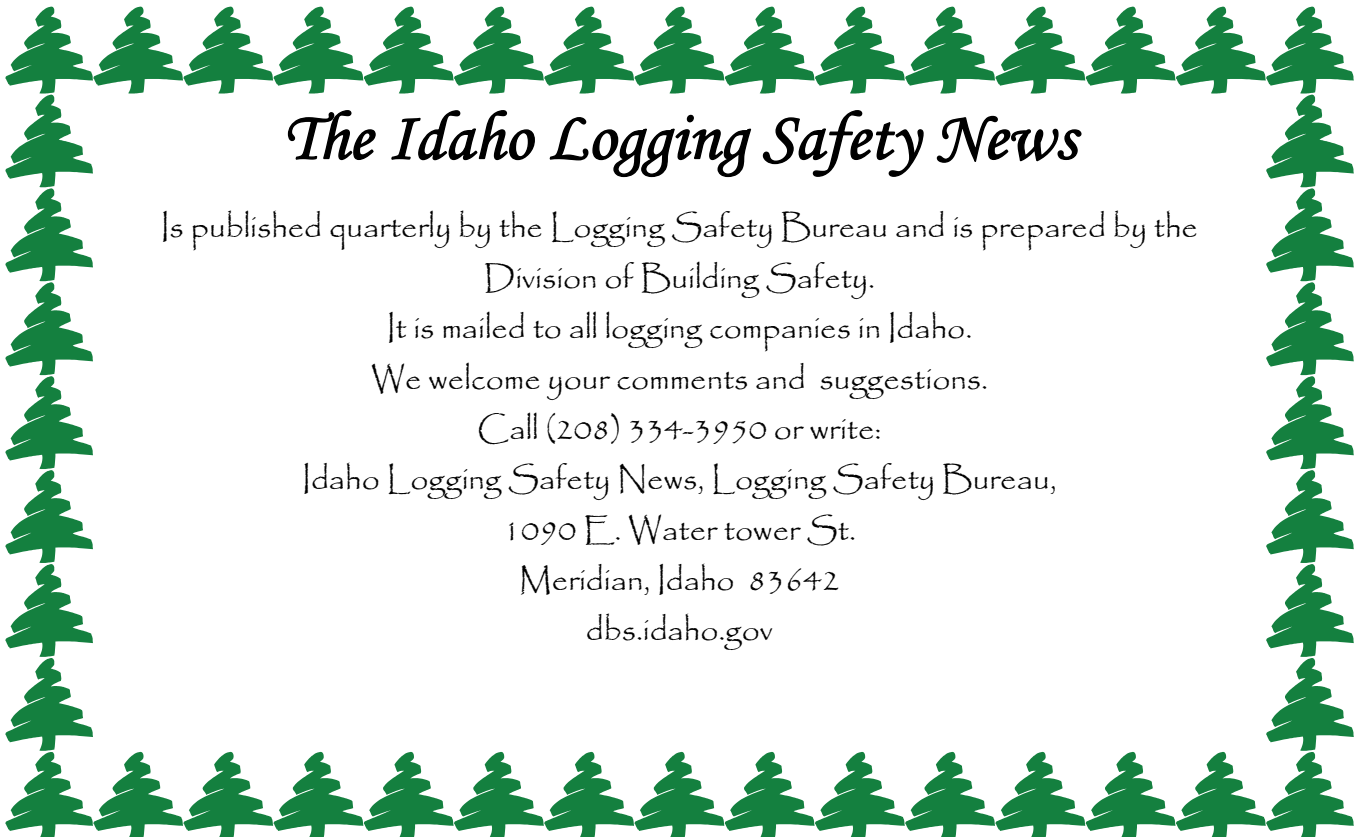 The Idaho Logging Safety News
Is published quarterly by the Logging Safety Bureau and is prepared by the
Division of Building Safety.
It is mailed to all logging companies in Idaho.
We welcome your comments and  suggestions.
Call (208) 334-3950 or write:
Idaho Logging Safety News, Logging Safety Bureau,
1090 E. Water tower St.
Meridian, Idaho  83642
dbs.idaho.gov